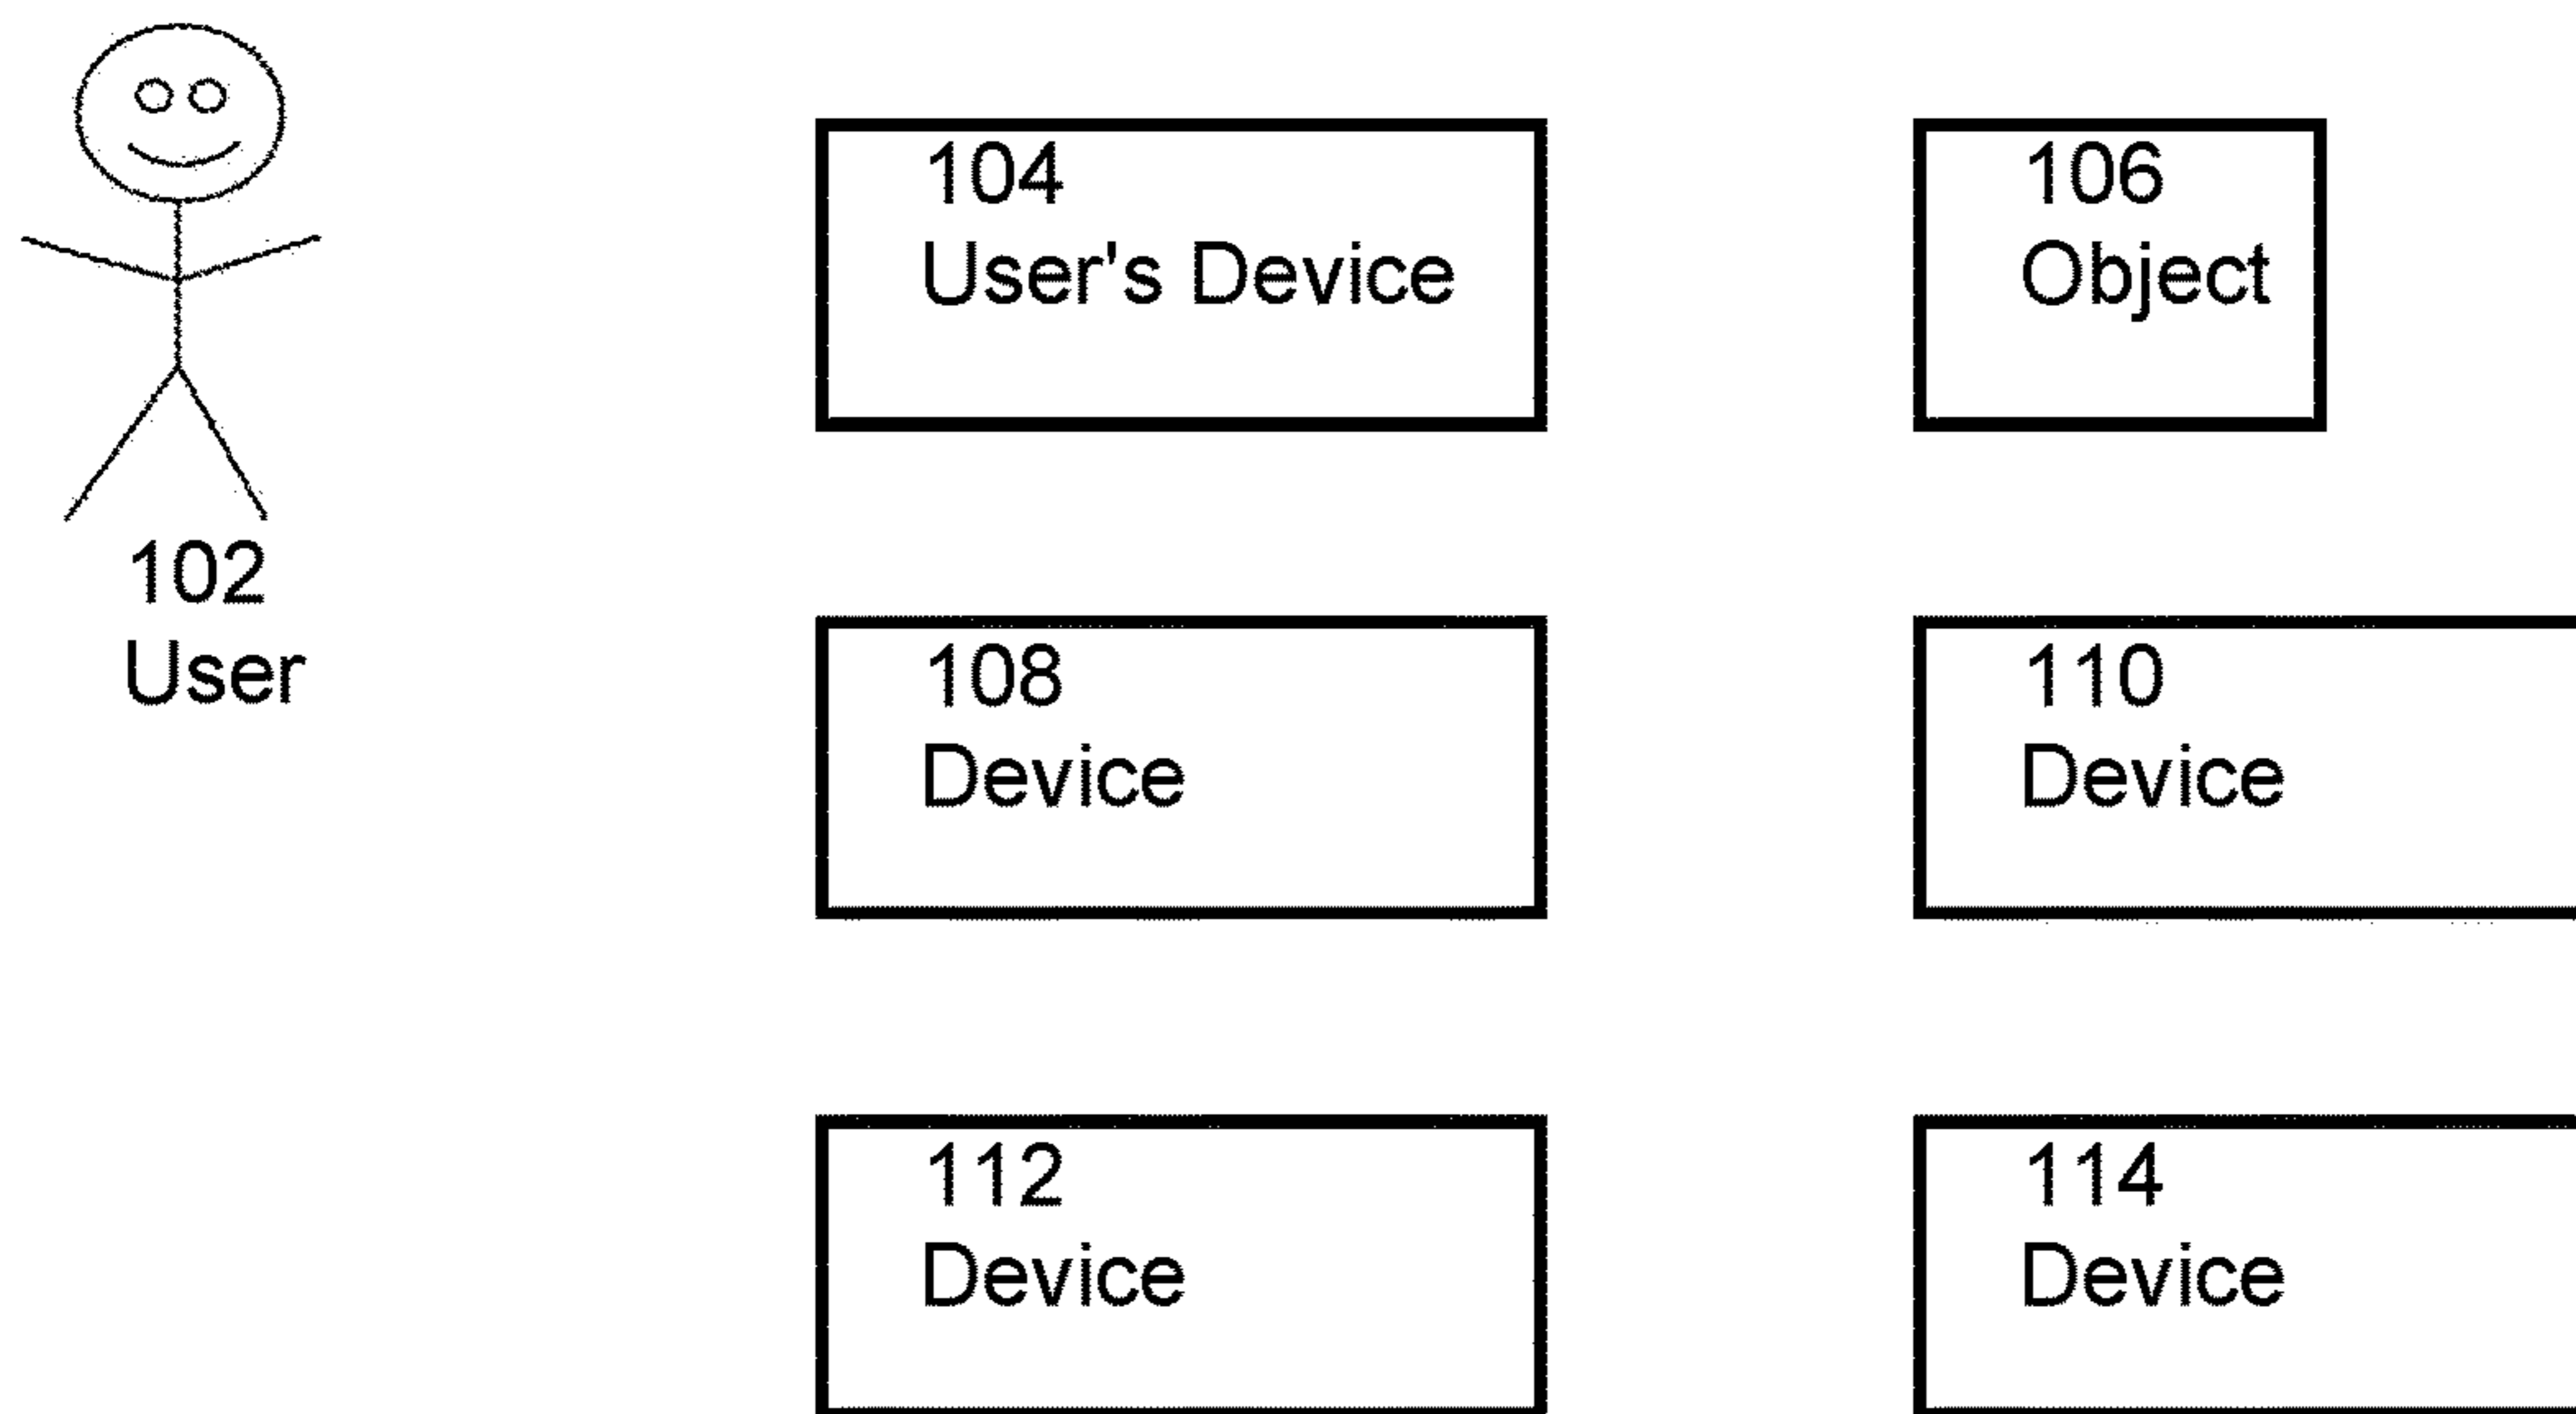 102
User
104
User's Device
106
Object
108
Device
110
Device
112
Device
114
Device